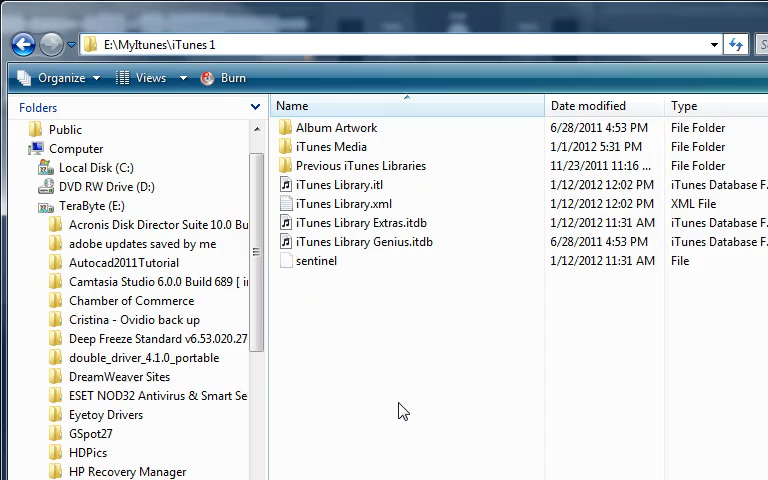 E:\MyItunes\iTunes 1
Organize Views Burn
Folders
Name Date modified Type
Public
Computer
Local Disk (C:)
DVD RW Drive (D:)
TeraByte (E:)
Acronis Disk Director Suite 10.0 Bu
adobe updates saved by me
Autocad2011Tutorial
Camtasia Studio 6.0.0 Build 689 [ i
Chamber of Commerce
Cristina - Ovidio back up
Deep Freeze Standard v6.53.020.27
double_driver_4.1.0_portable
DreamWeaver Sites
ESET NOD32 Antivirus & Smart Se
Eyetoy Drivers
GSpot27
HDPics
HP Recovery Manager
Album Artwork 6/28/2011 4:53 PM File Folder
iTunes Media 1/1/2012 5:31 PM File Folder
Previous iTunes Libraries 11/23/2011 11:16 ... File Folder
iTunes Library.itl 1/12/2012 12:02 PM iTunes Database F
iTunes Library.xml 1/12/2012 12:02 PM XML File
iTunes Library Extras.itdb 1/12/2012 11:31 AM iTunes Database F
iTunes Library Genius.itdb 6/28/2011 4:53 PM iTunes Database F
sentinel 1/12/2012 11:31 AM File